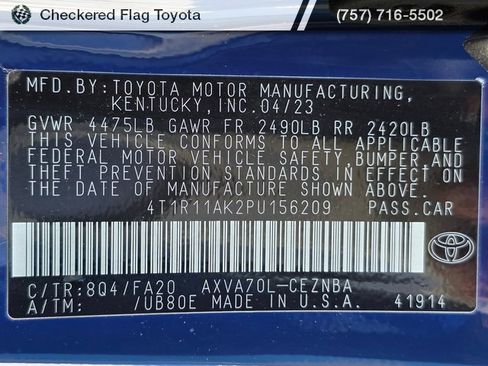 Checkered Flag Toyota
(757) 716-5502
MFD.BY:TOYOTA MOTOR MANUFACTURING,
KENTUCKY, INC. 04/23
GVWR 4475LB GAWR FR 2490LB RR 2420LB
THIS VEHICLE CONFORMS TO ALL APPLICABLE
FEDERAL MOTOR VEHICLE SAFETY, BUMPER, AND
THEFT PREVENTION STANDARDS IN EFFECT ON
THE DATE OF MANUFACTURE SHOWN ABOVE.
4T1R11AK2PU156209 PASS.CAR
C/TR:8Q4/FA20 AXVA70L-CEZNBA
A/TM: /UB80E MADE IN U.S.A. 41914
TOYOTA